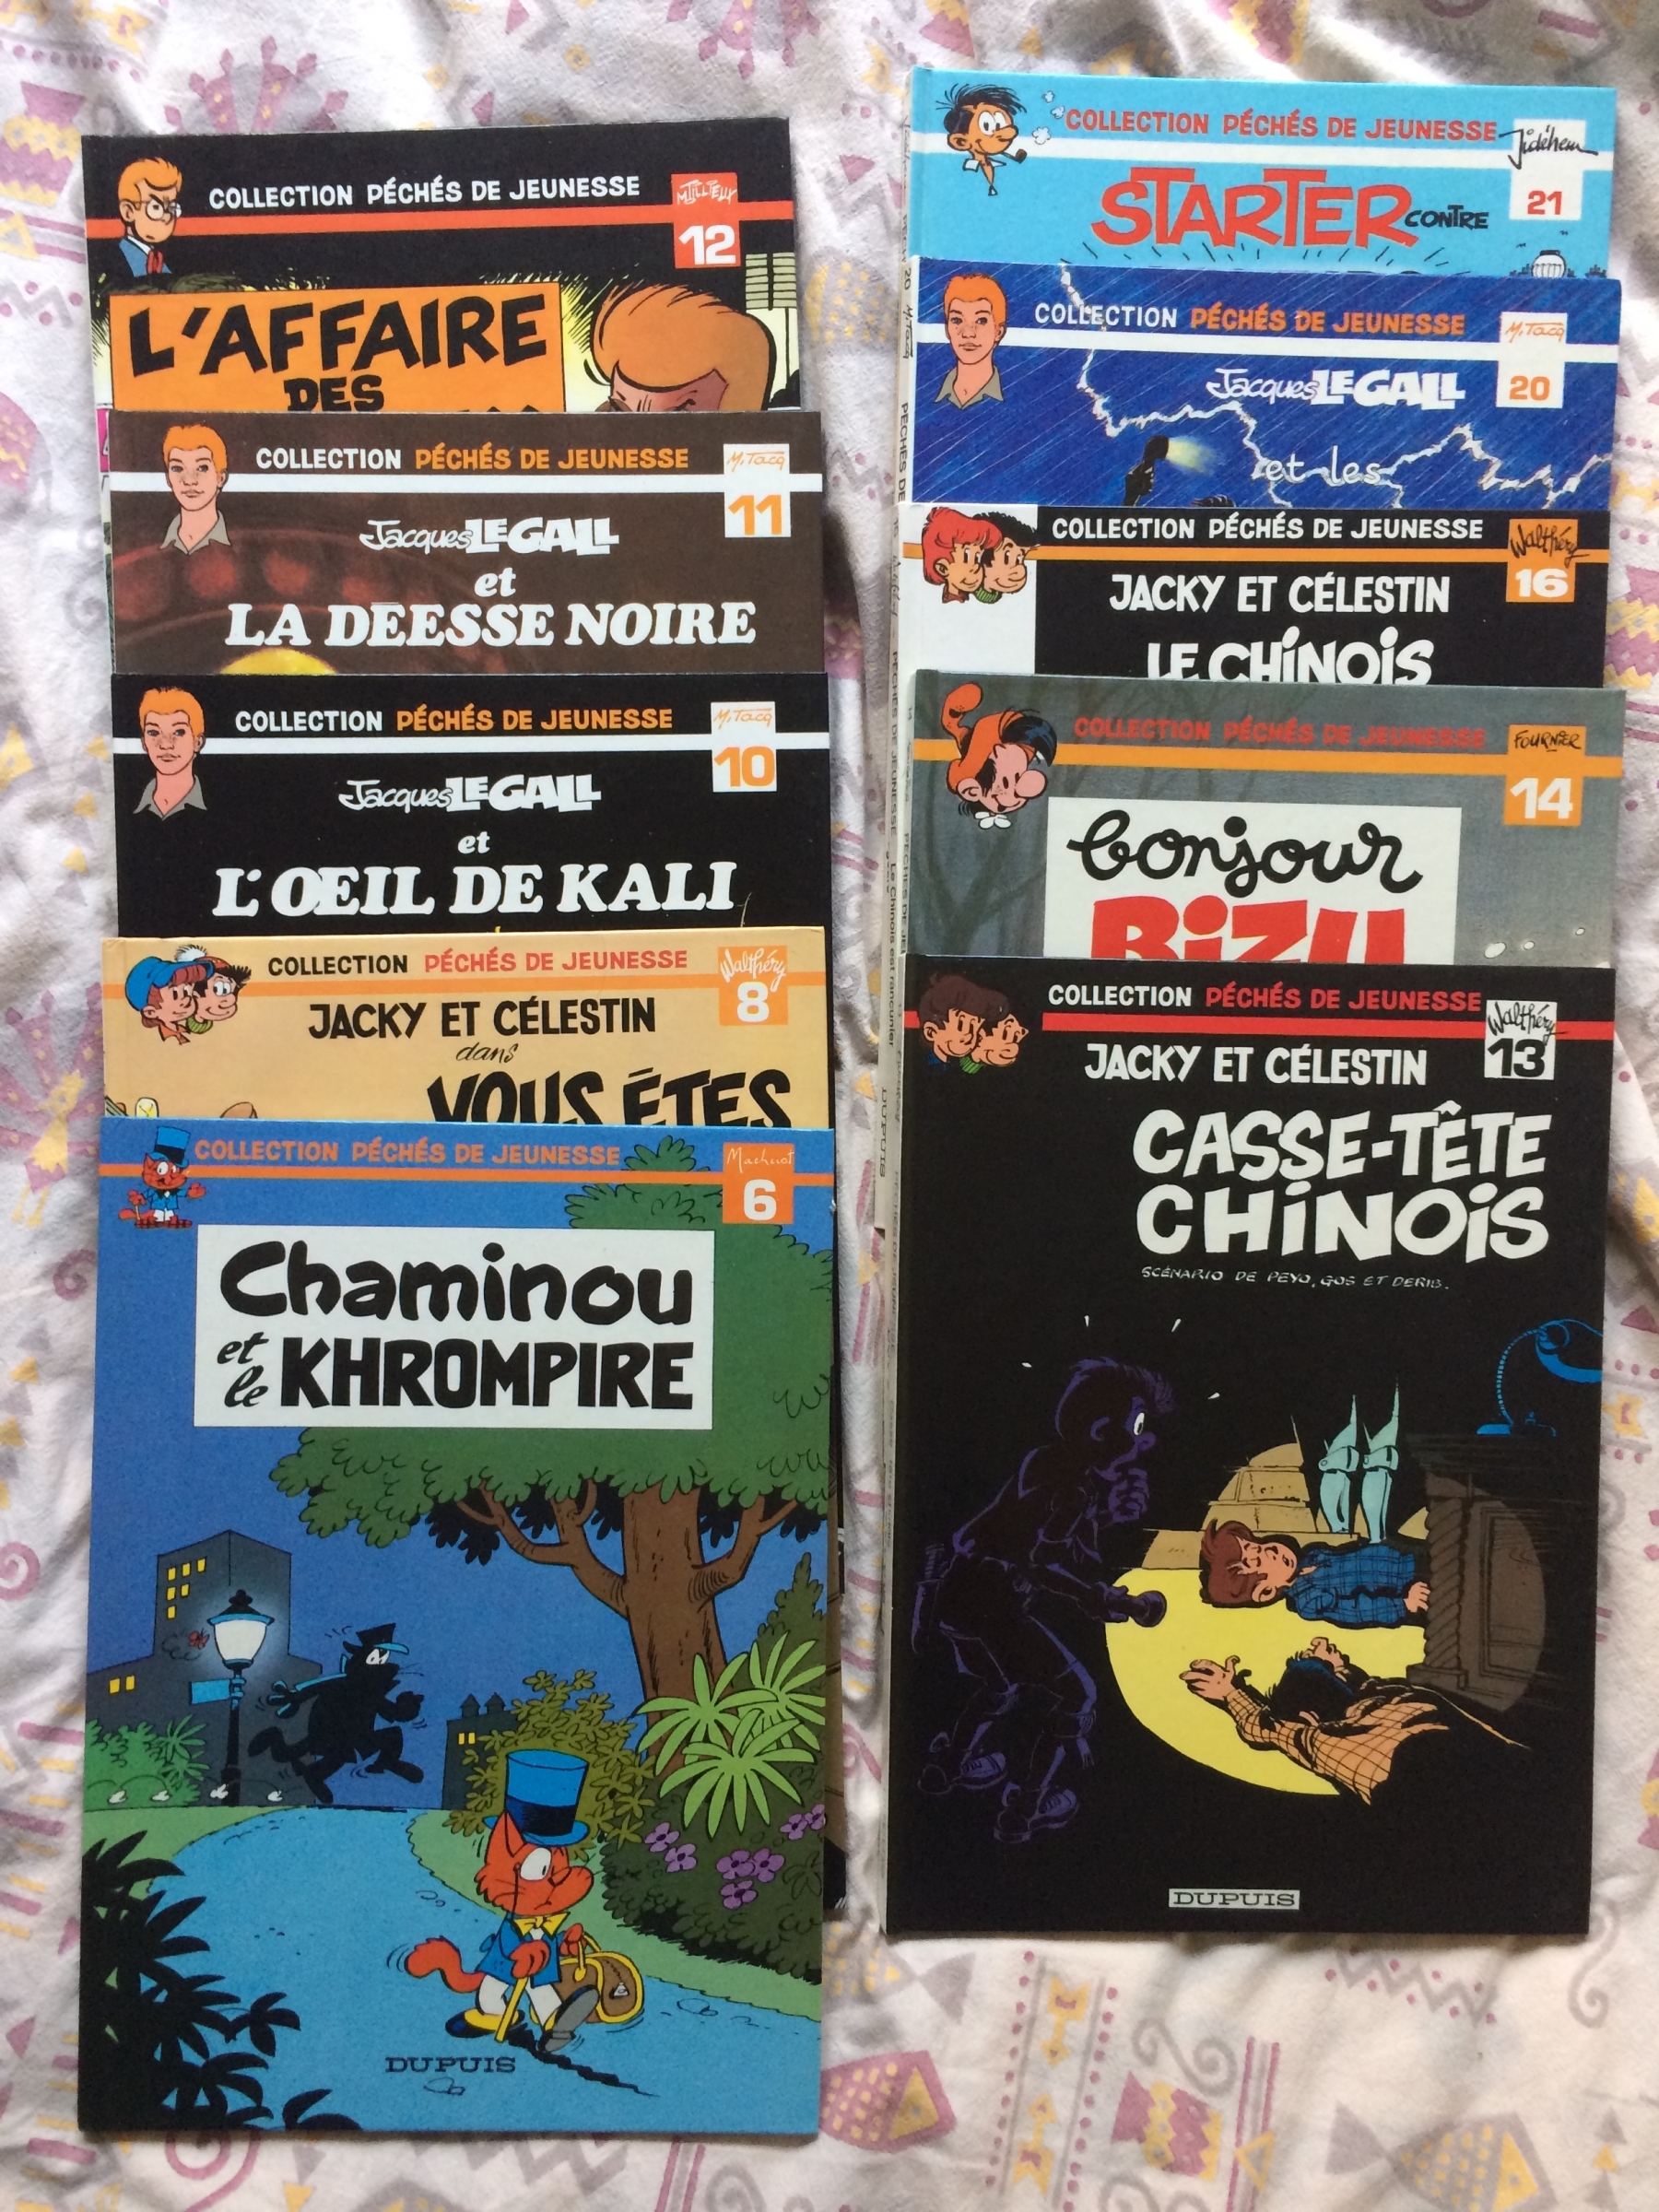 COLLECTION PÉCHÉS DE JEUNESSE
M. TILLIEUX
12
L'AFFAIRE
DES
COLLECTION PÉCHÉS DE JEUNESSE
M. Tacq
11
Jacques LE GALL
et
LA DÉESSE NOIRE
COLLECTION PÉCHÉS DE JEUNESSE
M. Tacq
10
Jacques LE GALL
et
L'ŒIL DE KALI
COLLECTION PÉCHÉS DE JEUNESSE
Walthéry
8
JACKY ET CÉLESTIN
dans
VOUS ÊTES
COLLECTION PÉCHÉS DE JEUNESSE
Macherot
6
Chaminou
et le KHROMPIRE
DUPUIS
COLLECTION PÉCHÉS DE JEUNESSE
Jidéhem
21
STARTER CONTRE
COLLECTION PÉCHÉS DE JEUNESSE
M. Tacq
20
Jacques LE GALL
et les
COLLECTION PÉCHÉS DE JEUNESSE
Walthéry
16
JACKY ET CÉLESTIN
LE CHINOIS
COLLECTION PÉCHÉS DE JEUNESSE
FOURNIER
14
bonjour
BIZU
COLLECTION PÉCHÉS DE JEUNESSE
Walthéry
13
JACKY ET CÉLESTIN
CASSE-TÊTE
CHINOIS
SCÉNARIO DE PEYO, GOS ET DERIB.
DUPUIS